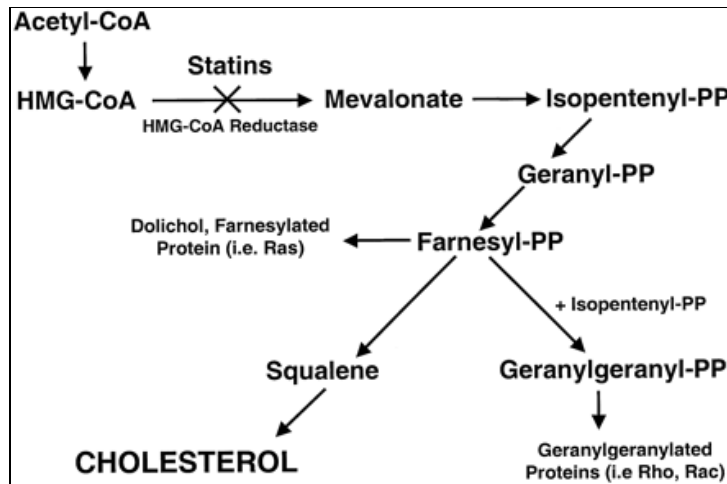 Acetyl-CoA
Statins
HMG-CoA
HMG-CoA Reductase
Mevalonate
Isopentenyl-PP
Geranyl-PP
Dolichol, Farnesylated
Protein (i.e. Ras)
Farnesyl-PP
+ Isopentenyl-PP
Squalene
Geranylgeranyl-PP
CHOLESTEROL
Geranylgeranylated
Proteins (i.e Rho, Rac)